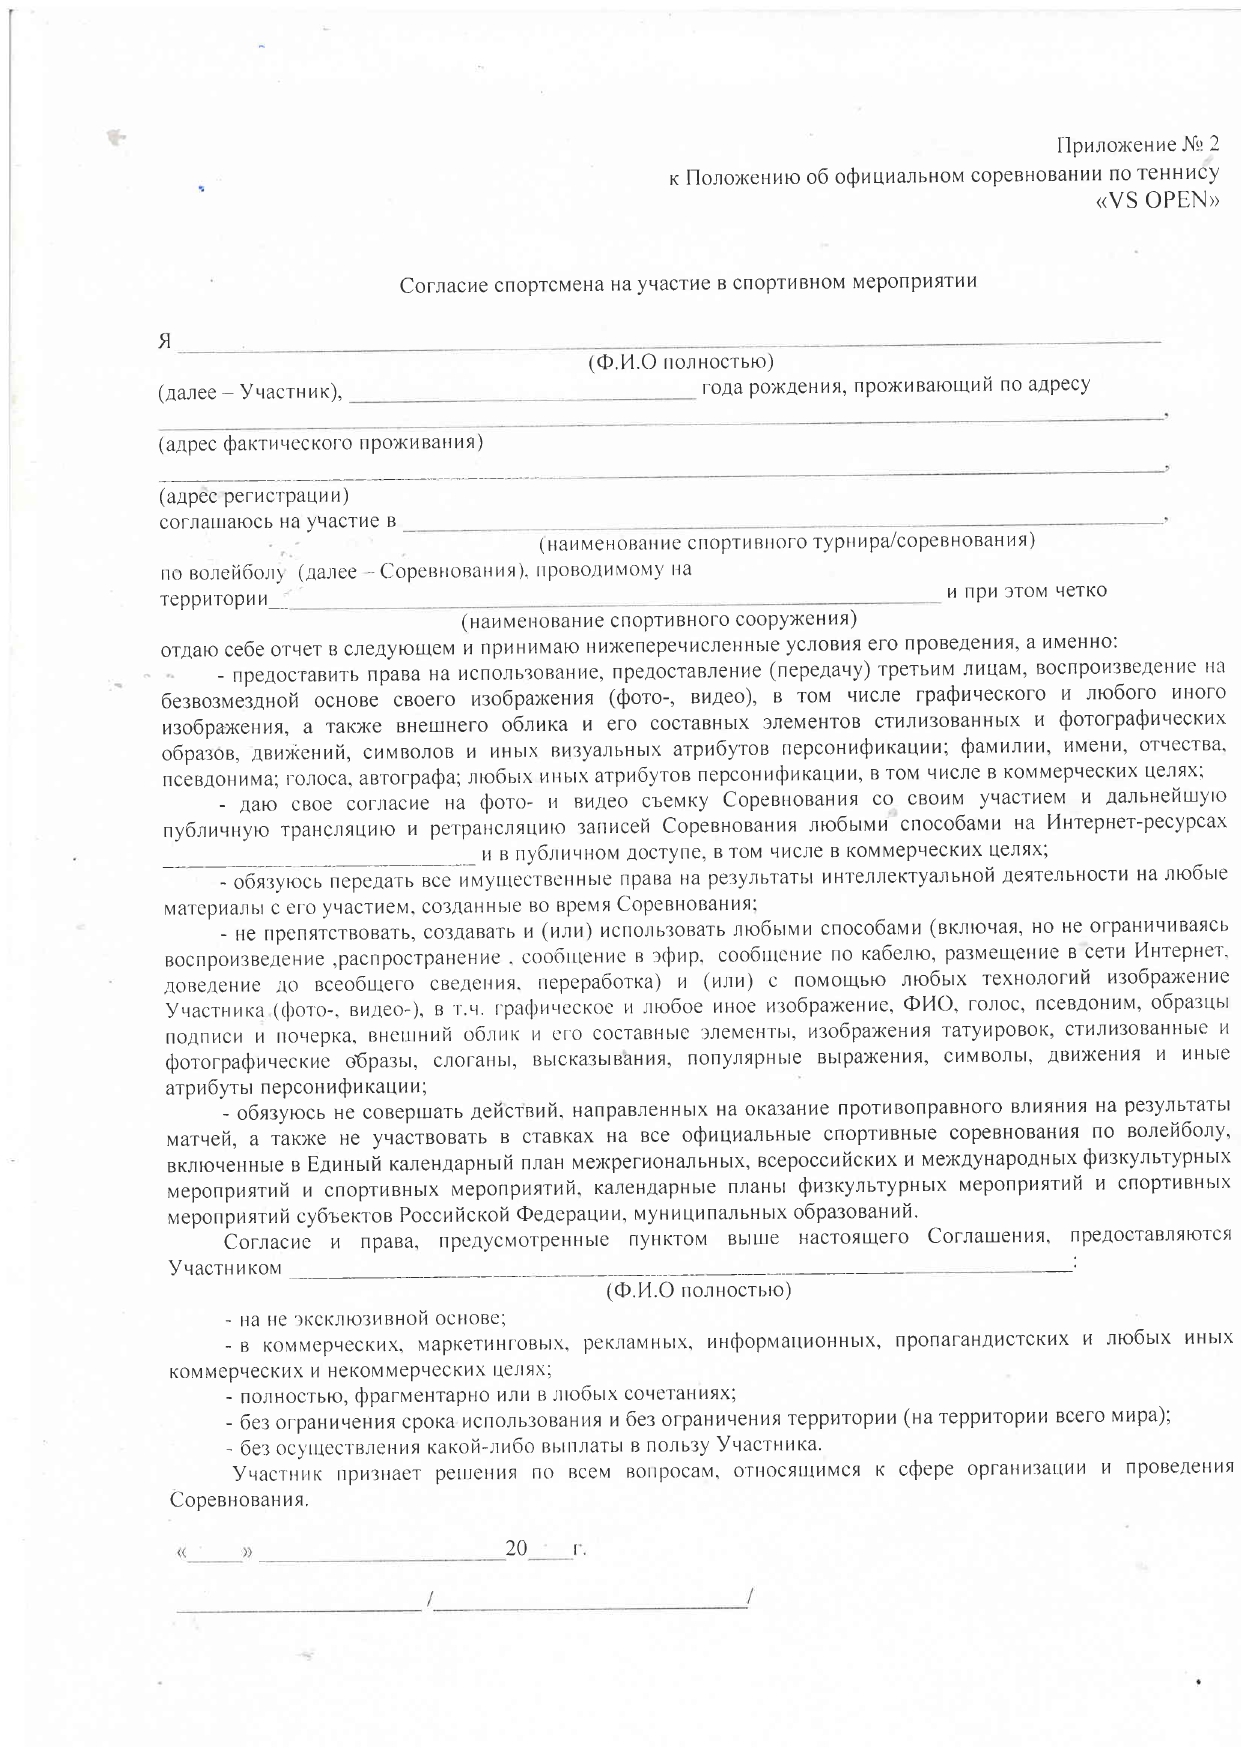 Приложение № 2
к Положению об официальном соревновании по теннису
«VS OPEN»
Согласие спортсмена на участие в спортивном мероприятии
Я ____________________
(Ф.И.О полностью)
(далее – Участник), ____________________ года рождения, проживающий по адресу
____________________,
(адрес фактического проживания)
____________________,
(адрес регистрации)
соглашаюсь на участие в ____________________,
(наименование спортивного турнира/соревнования)
по волейболу (далее – Соревнования), проводимому на
территории____________________ и при этом четко
(наименование спортивного сооружения)
отдаю себе отчет в следующем и принимаю нижеперечисленные условия его проведения, а именно:
- предоставить права на использование, предоставление (передачу) третьим лицам, воспроизведение на
безвозмездной основе своего изображения (фото-, видео), в том числе графического и любого иного
изображения, а также внешнего облика и его составных элементов стилизованных и фотографических
образов, движений, символов и иных визуальных атрибутов персонификации; фамилии, имени, отчества,
псевдонима; голоса, автографа; любых иных атрибутов персонификации, в том числе в коммерческих целях;
- даю свое согласие на фото- и видео съемку Соревнования со своим участием и дальнейшую
публичную трансляцию и ретрансляцию записей Соревнования любыми способами на Интернет-ресурсах
____________________ и в публичном доступе, в том числе в коммерческих целях;
- обязуюсь передать все имущественные права на результаты интеллектуальной деятельности на любые
материалы с его участием, созданные во время Соревнования;
- не препятствовать, создавать и (или) использовать любыми способами (включая, но не ограничиваясь
воспроизведение ,распространение , сообщение в эфир, сообщение по кабелю, размещение в сети Интернет,
доведение до всеобщего сведения, переработка) и (или) с помощью любых технологий изображение
Участника (фото-, видео-), в т.ч. графическое и любое иное изображение, ФИО, голос, псевдоним, образцы
подписи и почерка, внешний облик и его составные элементы, изображения татуировок, стилизованные и
фотографические образы, слоганы, высказывания, популярные выражения, символы, движения и иные
атрибуты персонификации;
- обязуюсь не совершать действий, направленных на оказание противоправного влияния на результаты
матчей, а также не участвовать в ставках на все официальные спортивные соревнования по волейболу,
включенные в Единый календарный план межрегиональных, всероссийских и международных физкультурных
мероприятий и спортивных мероприятий, календарные планы физкультурных мероприятий и спортивных
мероприятий субъектов Российской Федерации, муниципальных образований.
Согласие и права, предусмотренные пунктом выше настоящего Соглашения, предоставляются
Участником ____________________:
(Ф.И.О полностью)
- на не эксклюзивной основе;
- в коммерческих, маркетинговых, рекламных, информационных, пропагандистских и любых иных
коммерческих и некоммерческих целях;
- полностью, фрагментарно или в любых сочетаниях;
- без ограничения срока использования и без ограничения территории (на территории всего мира);
- без осуществления какой-либо выплаты в пользу Участника.
Участник признает решения по всем вопросам, относящимся к сфере организации и проведения
Соревнования.
«_____» ____________________20____г.
____________________ /____________________/